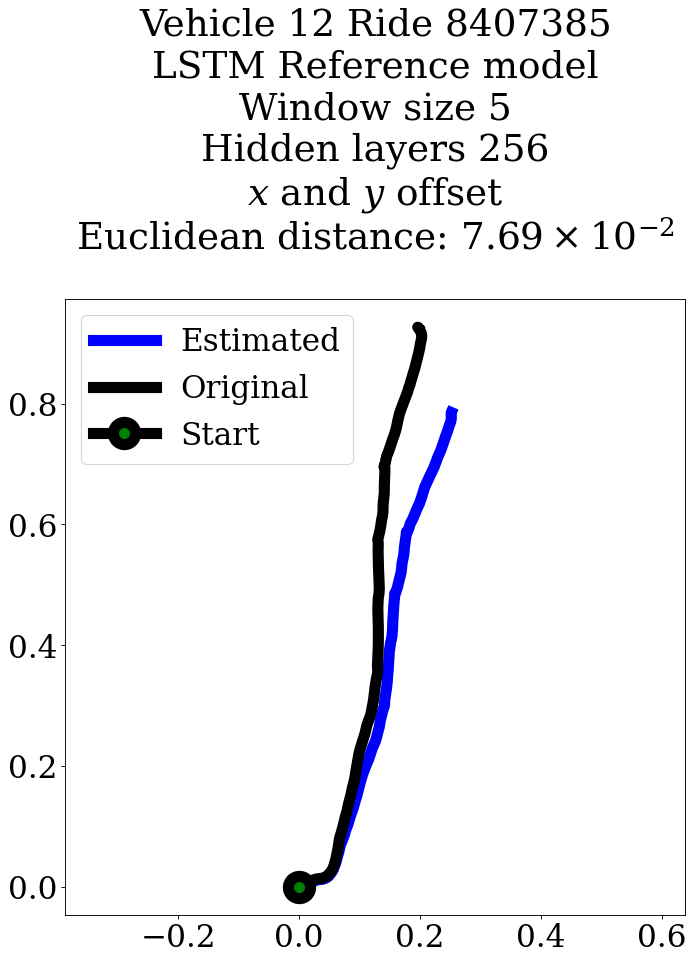 Vehicle 12 Ride 8407385
LSTM Reference model
Window size 5
Hidden layers 256
x and y offset
Euclidean distance: 7.69 × 10⁻²
Estimated
Original
Start
0.8
0.6
0.4
0.2
0.0
−0.2 0.0 0.2 0.4 0.6